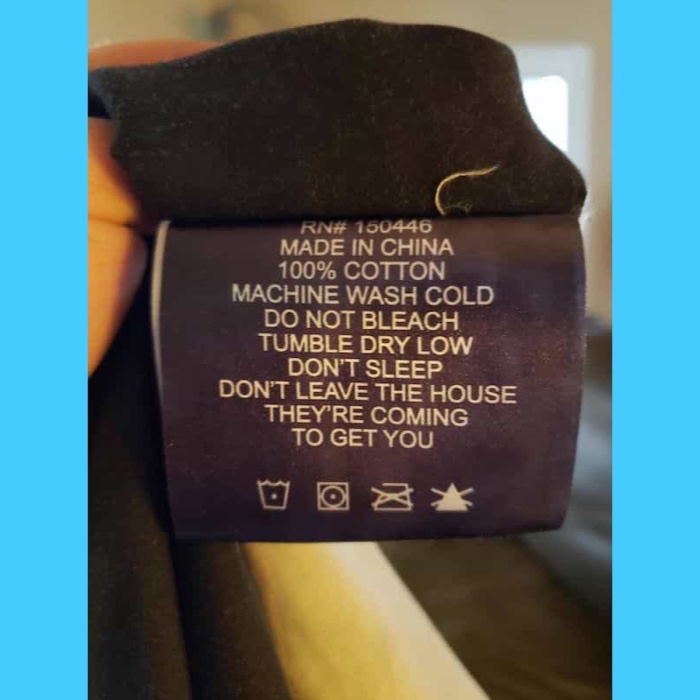 RN# 150446
MADE IN CHINA
100% COTTON
MACHINE WASH COLD
DO NOT BLEACH
TUMBLE DRY LOW
DON'T SLEEP
DON'T LEAVE THE HOUSE
THEY'RE COMING
TO GET YOU